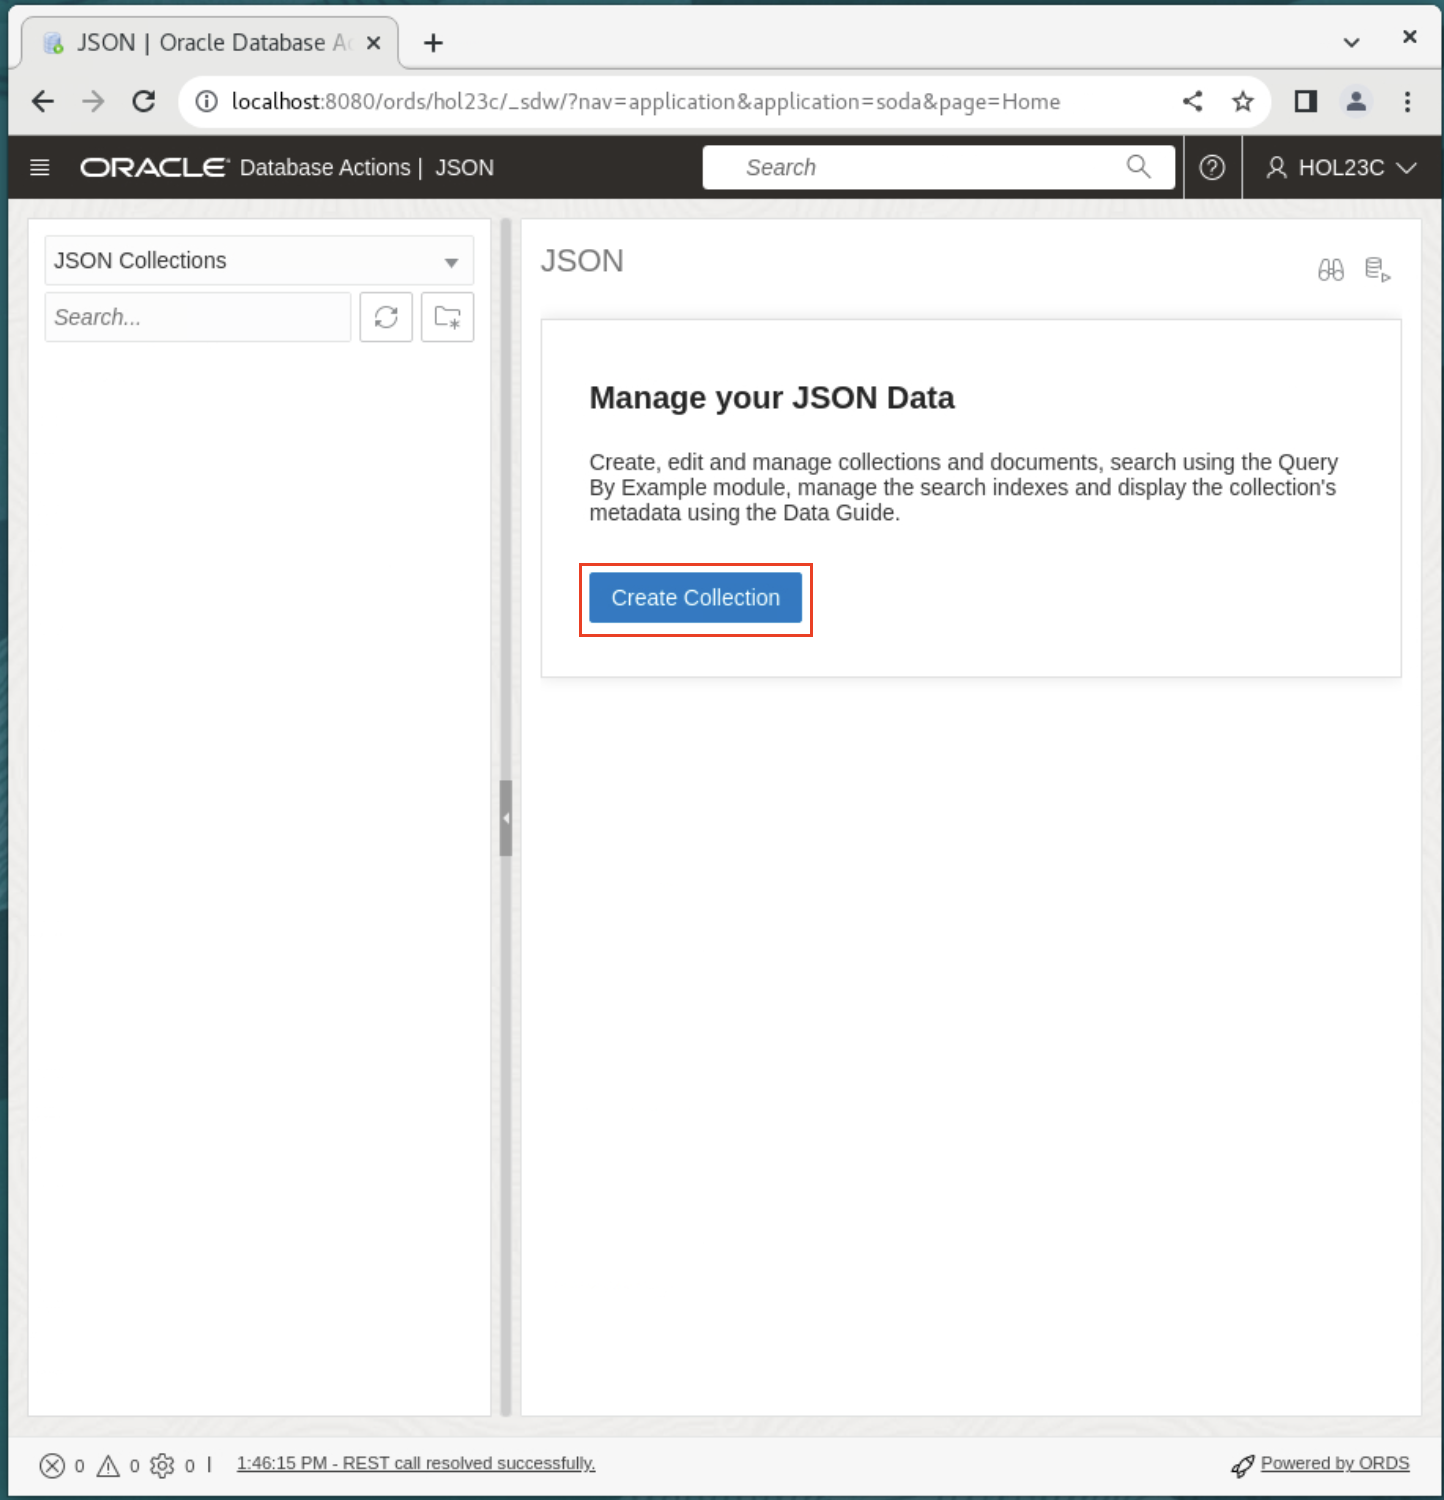 JSON | Oracle Database Ac
localhost:8080/ords/hol23c/_sdw/?nav=application&application=soda&page=Home
ORACLE Database Actions | JSON
Search
HOL23C
JSON Collections
Search...
JSON
Manage your JSON Data
Create, edit and manage collections and documents, search using the Query
By Example module, manage the search indexes and display the collection's
metadata using the Data Guide.
Create Collection
0 0 0 | 1:46:15 PM - REST call resolved successfully.
Powered by ORDS